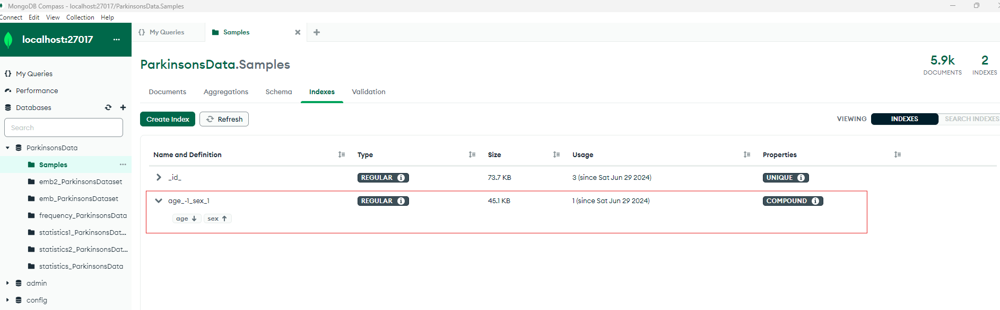 MongoDB Compass - localhost:27017/ParkinsonsData.Samples
Connect Edit View Collection Help
localhost:27017 ...
{} My Queries
Samples
{} My Queries
Performance
Databases
Search
ParkinsonsData
Samples ...
emb2_ParkinsonsDataset
emb_ParkinsonsDataset
frequency_ParkinsonsData
statistics1_ParkinsonsDat...
statistics2_ParkinsonsDat...
statistics_ParkinsonsData
admin
config
ParkinsonsData.Samples
5.9k
DOCUMENTS
2
INDEXES
Documents Aggregations Schema Indexes Validation
Create Index Refresh
VIEWING INDEXES SEARCH INDEXES
Name and Definition Type Size Usage Properties
_id_ REGULAR 73.7 KB 3 (since Sat Jun 29 2024) UNIQUE
age_-1_sex_1 REGULAR 45.1 KB 1 (since Sat Jun 29 2024) COMPOUND
age ↓ sex ↑